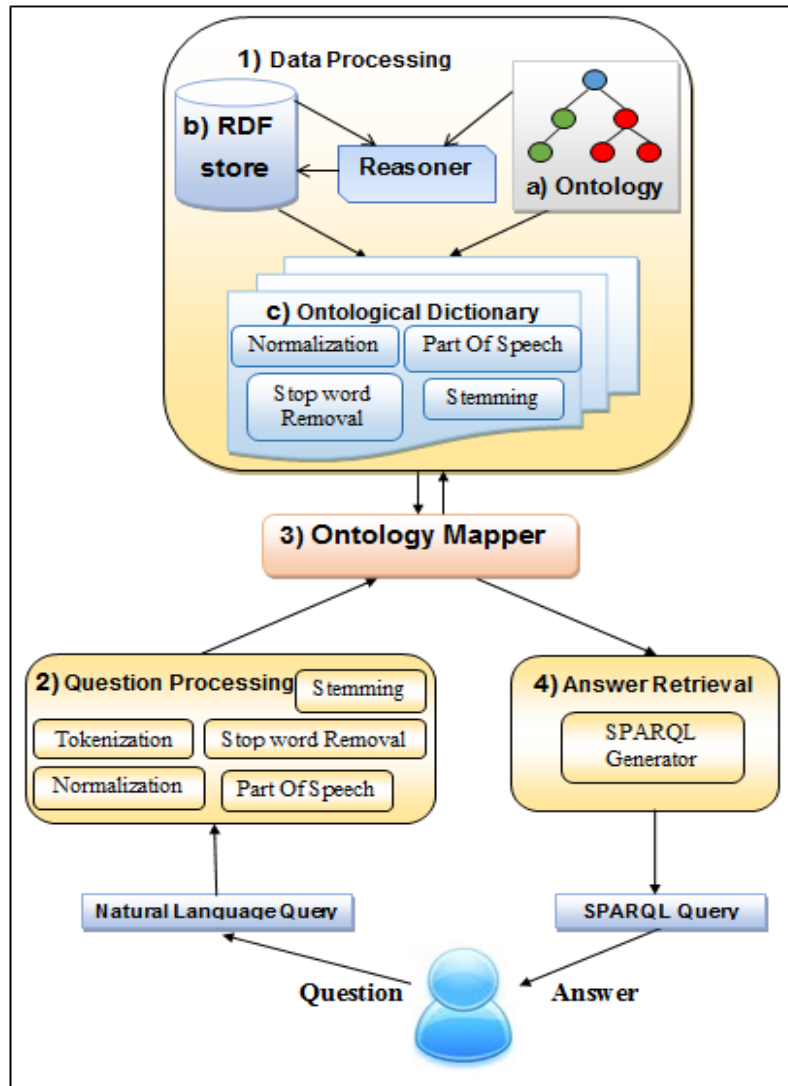 1) Data Processing
b) RDF
store
Reasoner
a) Ontology
c) Ontological Dictionary
Normalization
Part Of Speech
Stop word
Removal
Stemming
3) Ontology Mapper
2) Question Processing
Stemming
Tokenization
Stop word Removal
Normalization
Part Of Speech
4) Answer Retrieval
SPARQL
Generator
Natural Language Query
SPARQL Query
Question
Answer